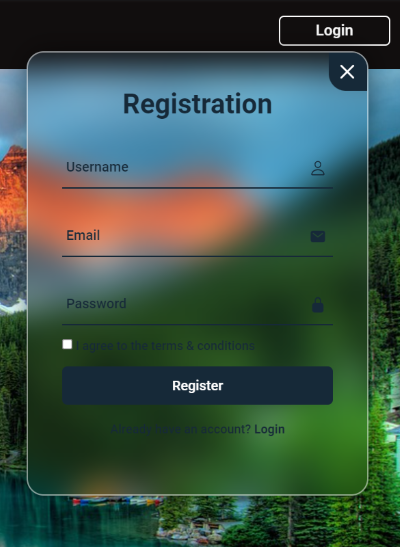 Login
Registration
Username
Email
Password
I agree to the terms & conditions
Register
Already have an account? Login